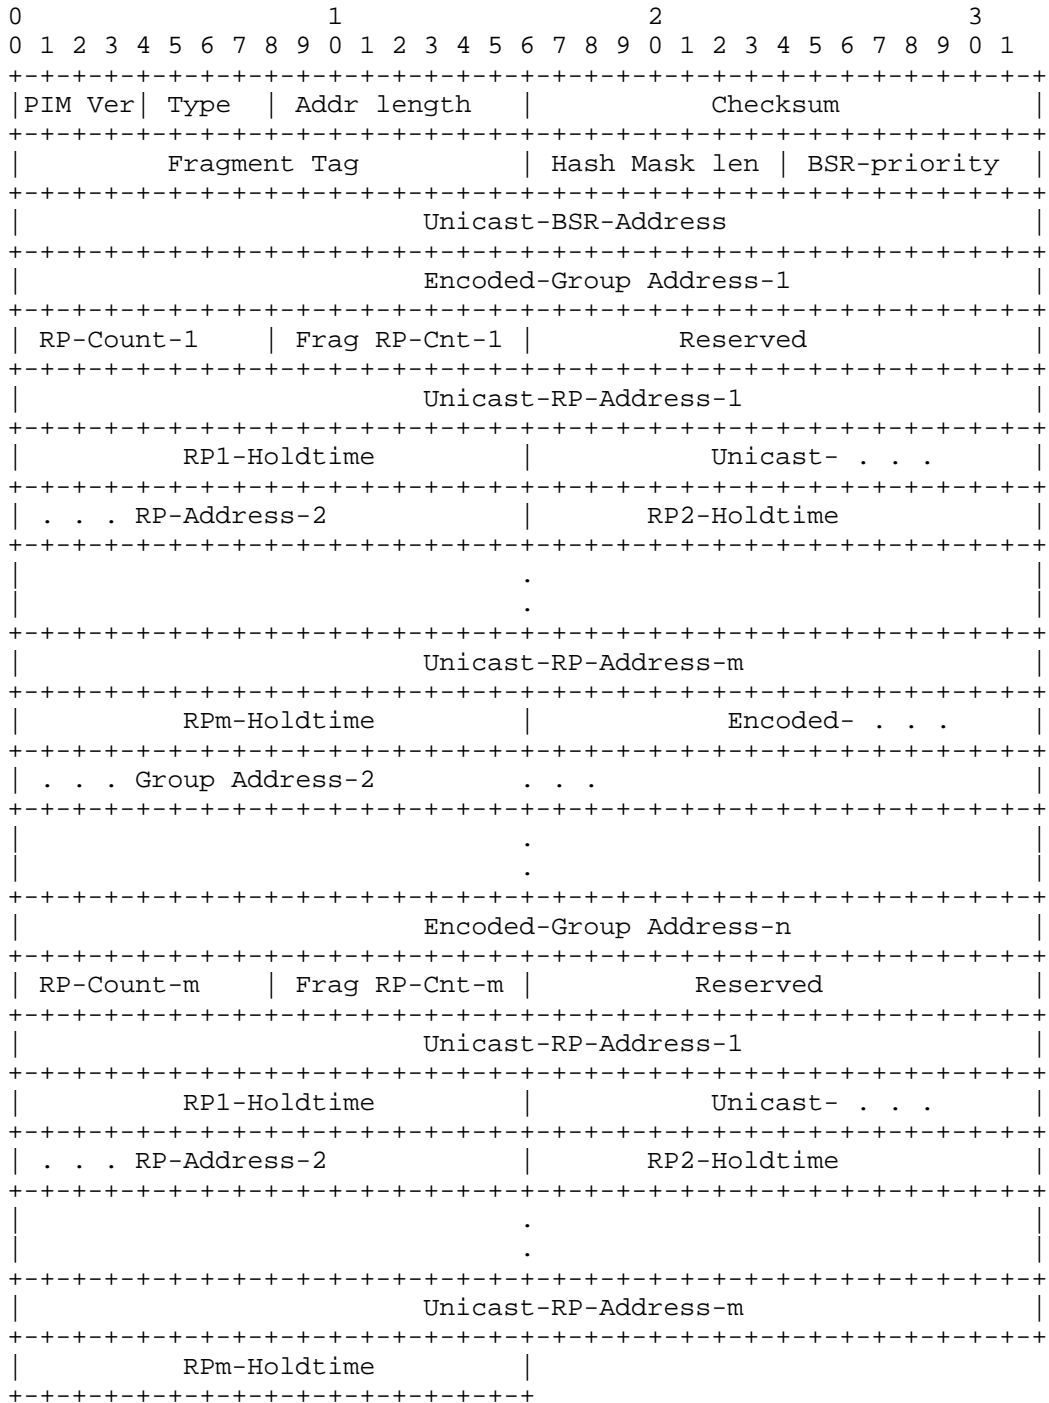 0                   1                   2                   3
0 1 2 3 4 5 6 7 8 9 0 1 2 3 4 5 6 7 8 9 0 1 2 3 4 5 6 7 8 9 0 1
+-+-+-+-+-+-+-+-+-+-+-+-+-+-+-+-+-+-+-+-+-+-+-+-+-+-+-+-+-+-+-+-+
|PIM Ver| Type  | Addr length   |           Checksum            |
+-+-+-+-+-+-+-+-+-+-+-+-+-+-+-+-+-+-+-+-+-+-+-+-+-+-+-+-+-+-+-+-+
|         Fragment Tag          | Hash Mask len | BSR-priority  |
+-+-+-+-+-+-+-+-+-+-+-+-+-+-+-+-+-+-+-+-+-+-+-+-+-+-+-+-+-+-+-+-+
|                         Unicast-BSR-Address                   |
+-+-+-+-+-+-+-+-+-+-+-+-+-+-+-+-+-+-+-+-+-+-+-+-+-+-+-+-+-+-+-+-+
|                         Encoded-Group Address-1               |
+-+-+-+-+-+-+-+-+-+-+-+-+-+-+-+-+-+-+-+-+-+-+-+-+-+-+-+-+-+-+-+-+
| RP-Count-1    | Frag RP-Cnt-1 |         Reserved              |
+-+-+-+-+-+-+-+-+-+-+-+-+-+-+-+-+-+-+-+-+-+-+-+-+-+-+-+-+-+-+-+-+
|                         Unicast-RP-Address-1                  |
+-+-+-+-+-+-+-+-+-+-+-+-+-+-+-+-+-+-+-+-+-+-+-+-+-+-+-+-+-+-+-+-+
|          RP1-Holdtime         |           Unicast- . . .      |
+-+-+-+-+-+-+-+-+-+-+-+-+-+-+-+-+-+-+-+-+-+-+-+-+-+-+-+-+-+-+-+-+
| . . . RP-Address-2            |       RP2-Holdtime            |
+-+-+-+-+-+-+-+-+-+-+-+-+-+-+-+-+-+-+-+-+-+-+-+-+-+-+-+-+-+-+-+-+
|                               .                               |
|                               .                               |
+-+-+-+-+-+-+-+-+-+-+-+-+-+-+-+-+-+-+-+-+-+-+-+-+-+-+-+-+-+-+-+-+
|                         Unicast-RP-Address-m                  |
+-+-+-+-+-+-+-+-+-+-+-+-+-+-+-+-+-+-+-+-+-+-+-+-+-+-+-+-+-+-+-+-+
|          RPm-Holdtime         |            Encoded- . . .     |
+-+-+-+-+-+-+-+-+-+-+-+-+-+-+-+-+-+-+-+-+-+-+-+-+-+-+-+-+-+-+-+-+
| . . . Group Address-2         . . .                           |
+-+-+-+-+-+-+-+-+-+-+-+-+-+-+-+-+-+-+-+-+-+-+-+-+-+-+-+-+-+-+-+-+
|                               .                               |
|                               .                               |
+-+-+-+-+-+-+-+-+-+-+-+-+-+-+-+-+-+-+-+-+-+-+-+-+-+-+-+-+-+-+-+-+
|                         Encoded-Group Address-n               |
+-+-+-+-+-+-+-+-+-+-+-+-+-+-+-+-+-+-+-+-+-+-+-+-+-+-+-+-+-+-+-+-+
| RP-Count-m    | Frag RP-Cnt-m |          Reserved             |
+-+-+-+-+-+-+-+-+-+-+-+-+-+-+-+-+-+-+-+-+-+-+-+-+-+-+-+-+-+-+-+-+
|                         Unicast-RP-Address-1                  |
+-+-+-+-+-+-+-+-+-+-+-+-+-+-+-+-+-+-+-+-+-+-+-+-+-+-+-+-+-+-+-+-+
|          RP1-Holdtime         |           Unicast- . . .      |
+-+-+-+-+-+-+-+-+-+-+-+-+-+-+-+-+-+-+-+-+-+-+-+-+-+-+-+-+-+-+-+-+
| . . . RP-Address-2            |       RP2-Holdtime            |
+-+-+-+-+-+-+-+-+-+-+-+-+-+-+-+-+-+-+-+-+-+-+-+-+-+-+-+-+-+-+-+-+
|                               .                               |
|                               .                               |
+-+-+-+-+-+-+-+-+-+-+-+-+-+-+-+-+-+-+-+-+-+-+-+-+-+-+-+-+-+-+-+-+
|                         Unicast-RP-Address-m                  |
+-+-+-+-+-+-+-+-+-+-+-+-+-+-+-+-+-+-+-+-+-+-+-+-+-+-+-+-+-+-+-+-+
|          RPm-Holdtime         |
+-+-+-+-+-+-+-+-+-+-+-+-+-+-+-+-+